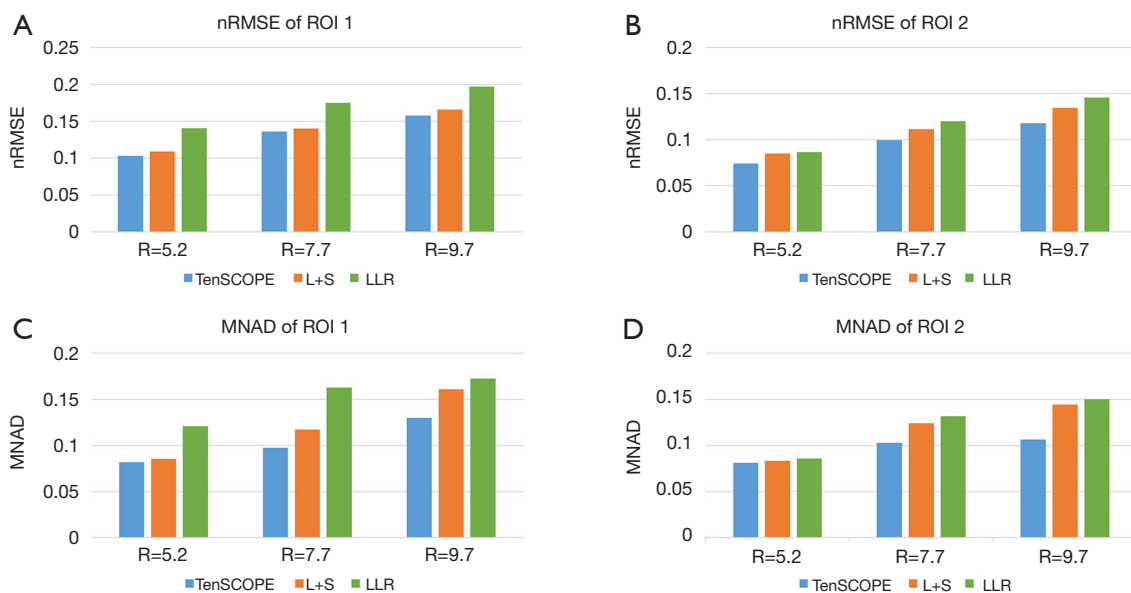 A
nRMSE of ROI 1
0.25
0.2
0.15
0.1
0.05
0
nRMSE
R=5.2 R=7.7 R=9.7
TenSCOPE L+S LLR
B
nRMSE of ROI 2
0.2
0.15
0.1
0.05
0
nRMSE
R=5.2 R=7.7 R=9.7
TenSCOPE L+S LLR
C
MNAD of ROI 1
0.2
0.15
0.1
0.05
0
MNAD
R=5.2 R=7.7 R=9.7
TenSCOPE L+S LLR
D
MNAD of ROI 2
0.2
0.15
0.1
0.05
0
MNAD
R=5.2 R=7.7 R=9.7
TenSCOPE L+S LLR